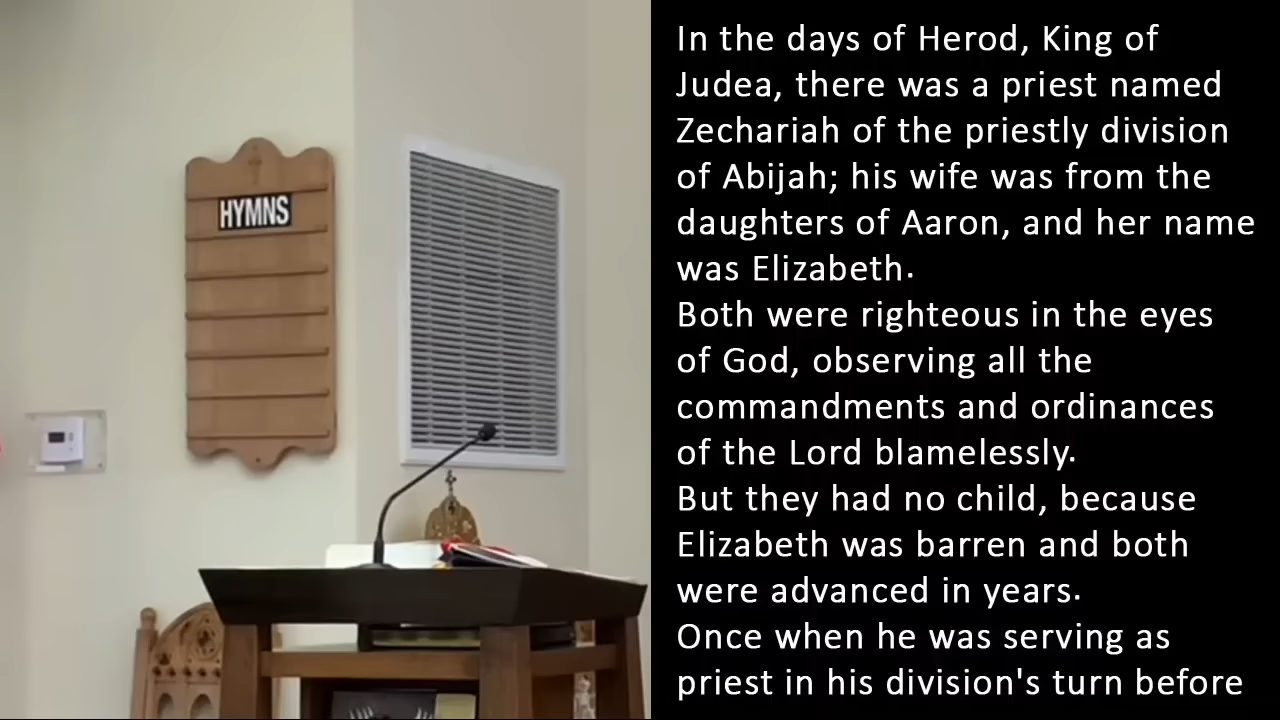 HYMNS
In the days of Herod, King of
Judea, there was a priest named
Zechariah of the priestly division
of Abijah; his wife was from the
daughters of Aaron, and her name
was Elizabeth.
Both were righteous in the eyes
of God, observing all the
commandments and ordinances
of the Lord blamelessly.
But they had no child, because
Elizabeth was barren and both
were advanced in years.
Once when he was serving as
priest in his division's turn before